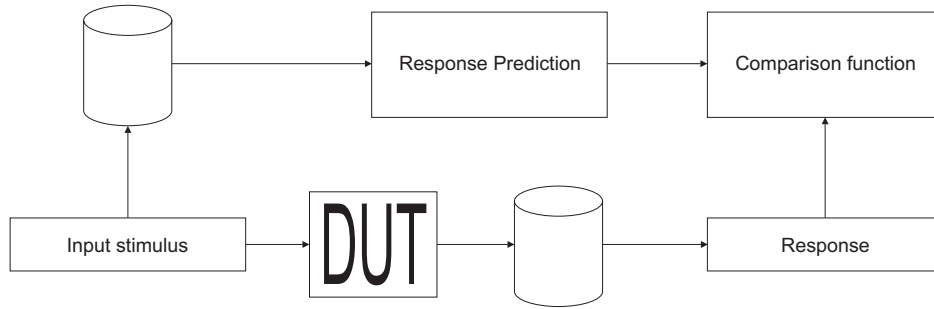 Response Prediction
Comparison function
Input stimulus
DUT
Response